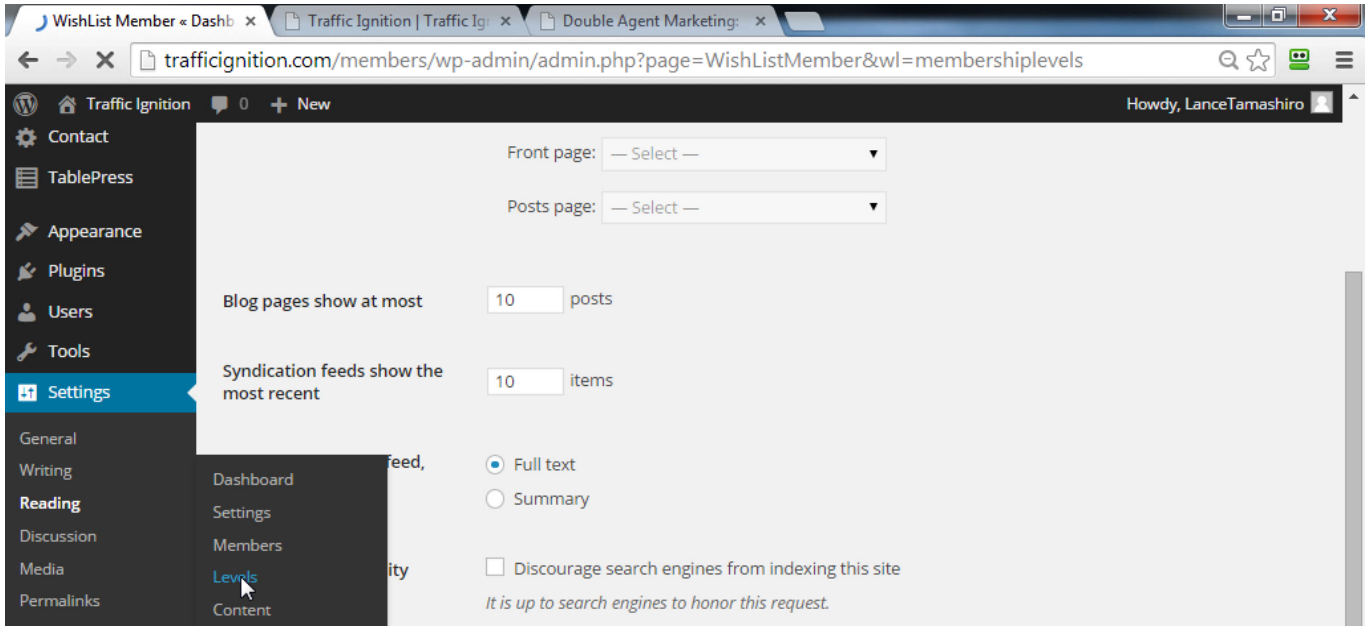 WishList Member « Dashb
Traffic Ignition | Traffic Ig
Double Agent Marketing:
trafficignition.com/members/wp-admin/admin.php?page=WishListMember&wl=membershiplevels
Traffic Ignition 0 + New Howdy, LanceTamashiro
Contact
TablePress
Appearance
Plugins
Users
Tools
Settings
General
Writing
Reading
Discussion
Media
Permalinks
Dashboard
Settings
Members
Levels
Content
Front page: — Select —
Posts page: — Select —
Blog pages show at most 10 posts
Syndication feeds show the
most recent
10 items
feed,
Full text
Summary
ity
Discourage search engines from indexing this site
It is up to search engines to honor this request.